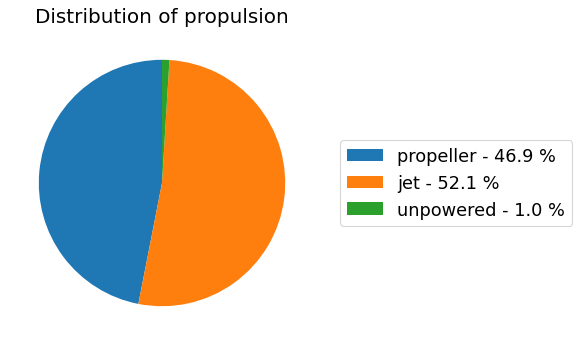 Distribution of propulsion
propeller - 46.9 %
jet - 52.1 %
unpowered - 1.0 %